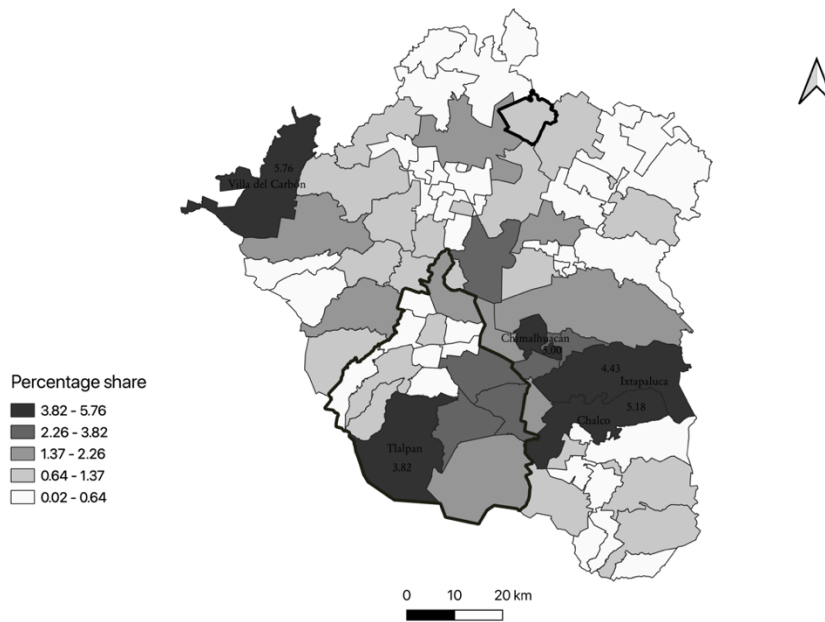 5.76
Villa del Carbón
Chimalhuacán
5.00
4.43
Ixtapaluca
5.18
Chalco
Tlalpan
3.82
Percentage share
3.82 - 5.76
2.26 - 3.82
1.37 - 2.26
0.64 - 1.37
0.02 - 0.64
0 10 20 km